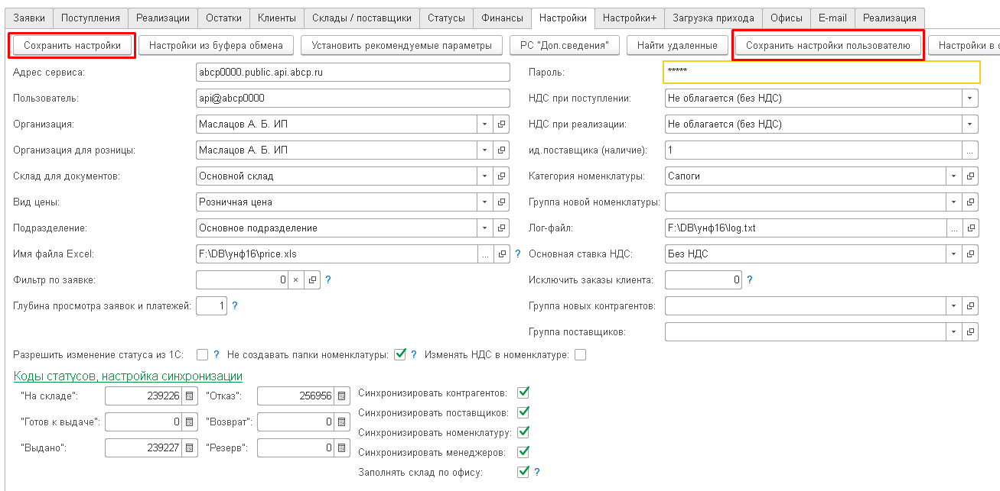 Заявки Поступления Реализации Остатки Клиенты Склады / поставщики Статусы Финансы Настройки Настройки+ Загрузка прихода Офисы E-mail Реализация
Сохранить настройки Настройки из буфера обмена Установить рекомендуемые параметры РС "Доп.сведения" Найти удаленные Сохранить настройки пользователю Настройки в с
Адрес сервиса: abcp0000.public.api.abcp.ru Пароль: *****
Пользователь: api@abcp0000 НДС при поступлении: Не облагается (без НДС)
Организация: Маслацов А. Б. ИП НДС при реализации: Не облагается (без НДС)
Организация для розницы: Маслацов А. Б. ИП ид.поставщика (наличие): 1 ...
Склад для документов: Основной склад Категория номенклатуры: Сапоги
Вид цены: Розничная цена Группа новой номенклатуры:
Подразделение: Основное подразделение Лог-файл: F:\DB\унф16\log.txt ...
Имя файла Excel: F:\DB\унф16\price.xls ... ? Основная ставка НДС: Без НДС
Фильтр по заявке: 0 × ? Исключить заказы клиента: 0 ?
Глубина просмотра заявок и платежей: 1 ? Группа новых контрагентов:
Группа поставщиков:
Разрешить изменение статуса из 1С: ? Не создавать папки номенклатуры: ? Изменять НДС в номенклатуре:
Коды статусов, настройка синхронизации
"На складе": 239226 "Отказ": 256956 Синхронизировать контрагентов:
Синхронизировать поставщиков:
"Готов к выдаче": 0 "Возврат": 0
Синхронизировать номенклатуру:
"Выдано": 239227 "Резерв": 0 Синхронизировать менеджеров:
Заполнять склад по офису: ?